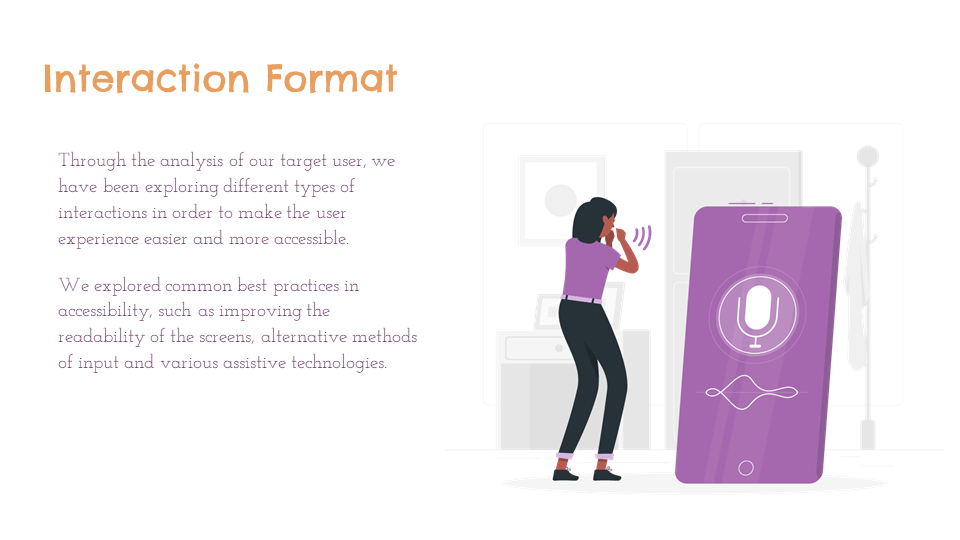 Interaction Format
Through the analysis of our target user, we
have been exploring different types of
interactions in order to make the user
experience easier and more accessible.
We explored common best practices in
accessibility, such as improving the
readability of the screens, alternative methods
of input and various assistive technologies.